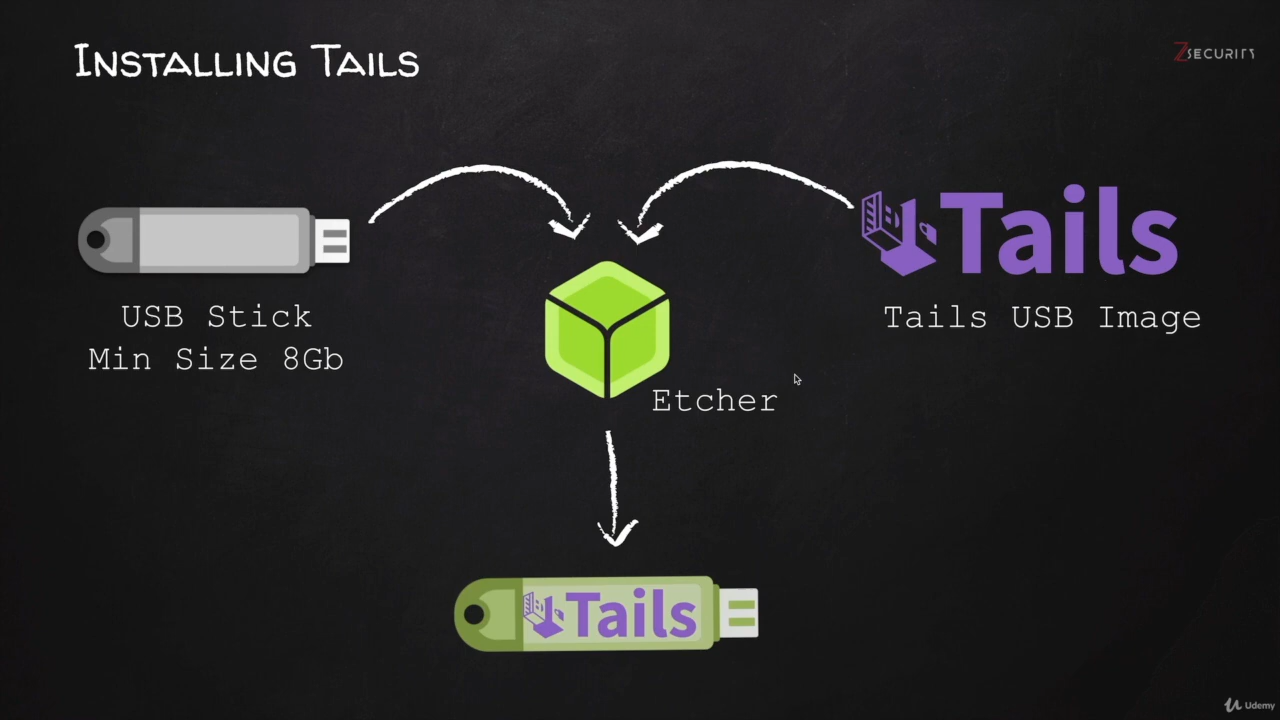 Installing Tails
ZSecurity
Tails
USB Stick
Min Size 8Gb
Tails USB Image
Etcher
Tails
Udemy